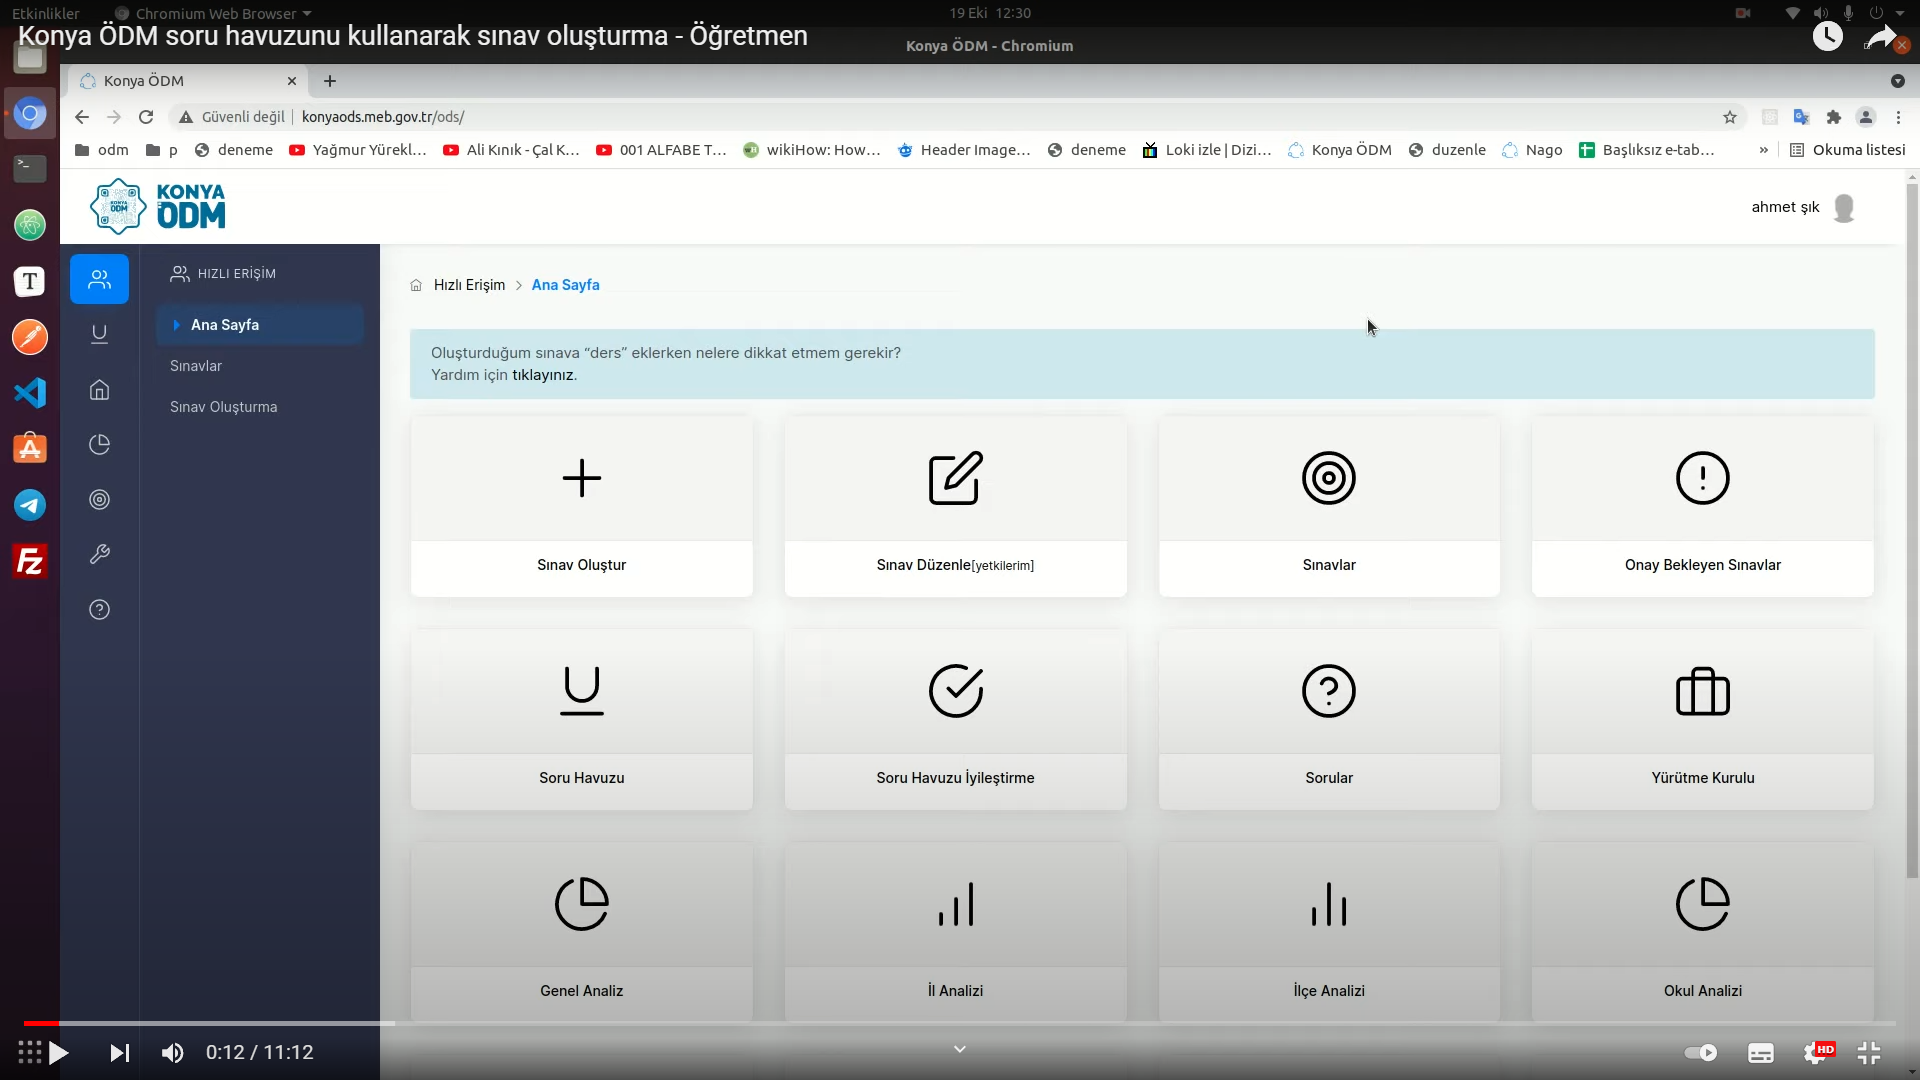 Etkinlikler
Chromium Web Browser
19 Eki 12:30
Konya ÖDM soru havuzunu kullanarak sınav oluşturma - Öğretmen
Konya ÖDM - Chromium
Konya ÖDM
Güvenli değil
konyaods.meb.gov.tr/ods/
odm
p
deneme
Yağmur Yürekl...
Ali Kınık - Çal K...
001 ALFABE T...
wikiHow: How...
Header Image...
deneme
Loki izle | Dizi...
Konya ÖDM
duzenle
Nago
Başlıksız e-tab...
»
Okuma listesi
KONYA
ÖDM
ahmet şık
HIZLI ERİŞİM
Ana Sayfa
Sınavlar
Sınav Oluşturma
Hızlı Erişim > Ana Sayfa
Oluşturduğum sınava “ders” eklerken nelere dikkat etmem gerekir?
Yardım için tıklayınız.
Sınav Oluştur
Sınav Düzenle[yetkilerim]
Sınavlar
Onay Bekleyen Sınavlar
Soru Havuzu
Soru Havuzu İyileştirme
Sorular
Yürütme Kurulu
Genel Analiz
İl Analizi
İlçe Analizi
Okul Analizi
0:12 / 11:12
HD